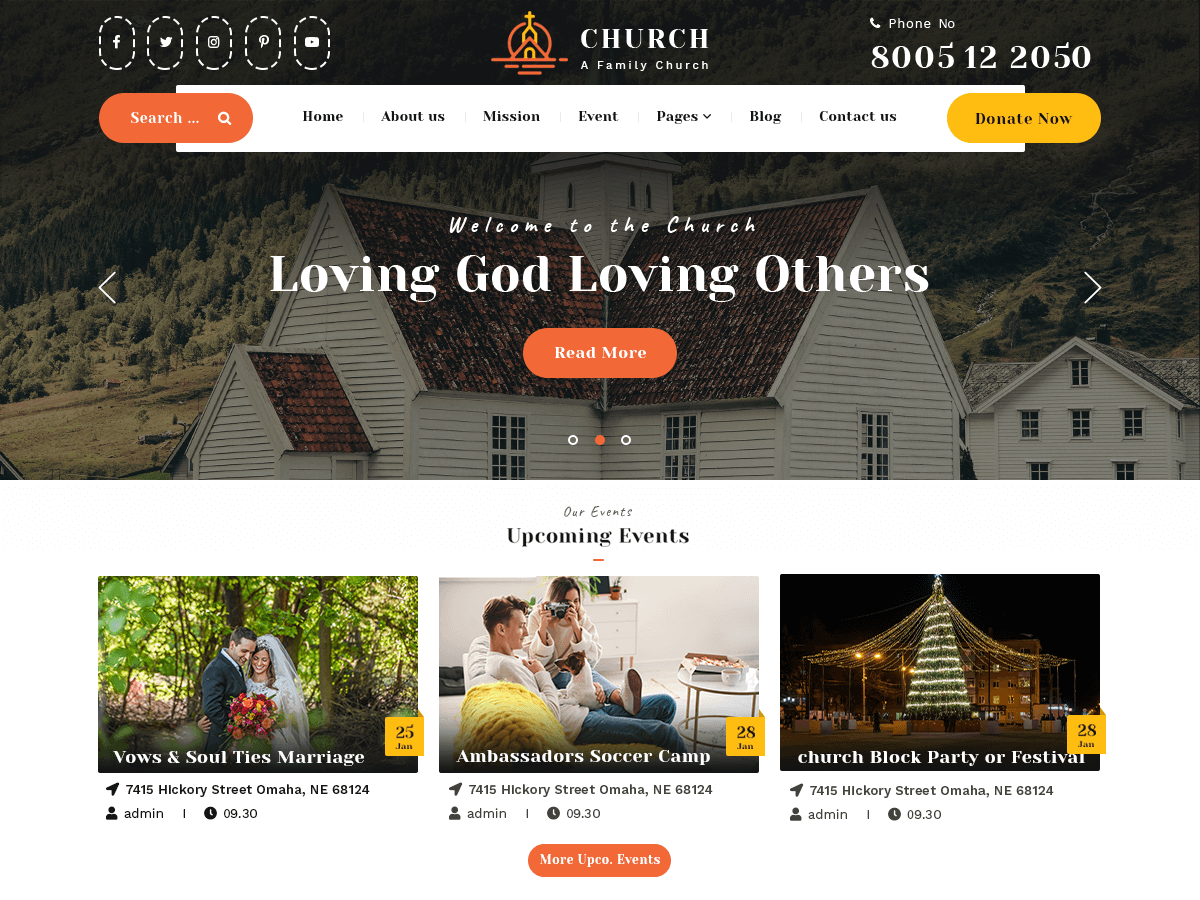 CHURCH
A Family Church
Phone No
8005 12 2050
Search ...
Home
About us
Mission
Event
Pages
Blog
Contact us
Donate Now
Welcome to the Church
Loving God Loving Others
Read More
Our Events
Upcoming Events
25
Jan
Vows & Soul Ties Marriage
7415 HIckory Street Omaha, NE 68124
admin I 09.30
28
Jan
Ambassadors Soccer Camp
7415 HIckory Street Omaha, NE 68124
admin I 09.30
28
Jan
church Block Party or Festival
7415 HIckory Street Omaha, NE 68124
admin I 09.30
More Upco. Events